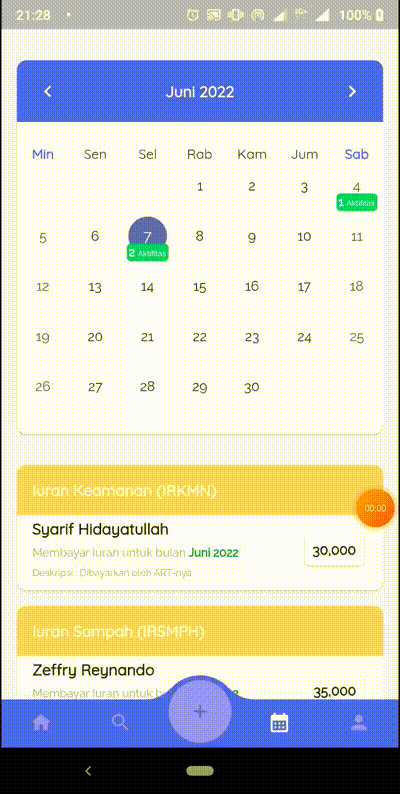 21:28
100%
Juni 2022
Min Sen Sel Rab Kam Jum Sab
1 2 3 4
1 Aktifitas
5 6 7 8 9 10 11
2 Aktifitas
12 13 14 15 16 17 18
19 20 21 22 23 24 25
26 27 28 29 30
Iuran Keamanan (IRKMN)
00:00
Syarif Hidayatullah
30,000
Membayar Iuran untuk bulan Juni 2022
Deskripsi : Dibayarkan oleh ART-nya
Iuran Sampah (IRSMPH)
Zeffry Reynando
35,000
Membayar Iuran untuk